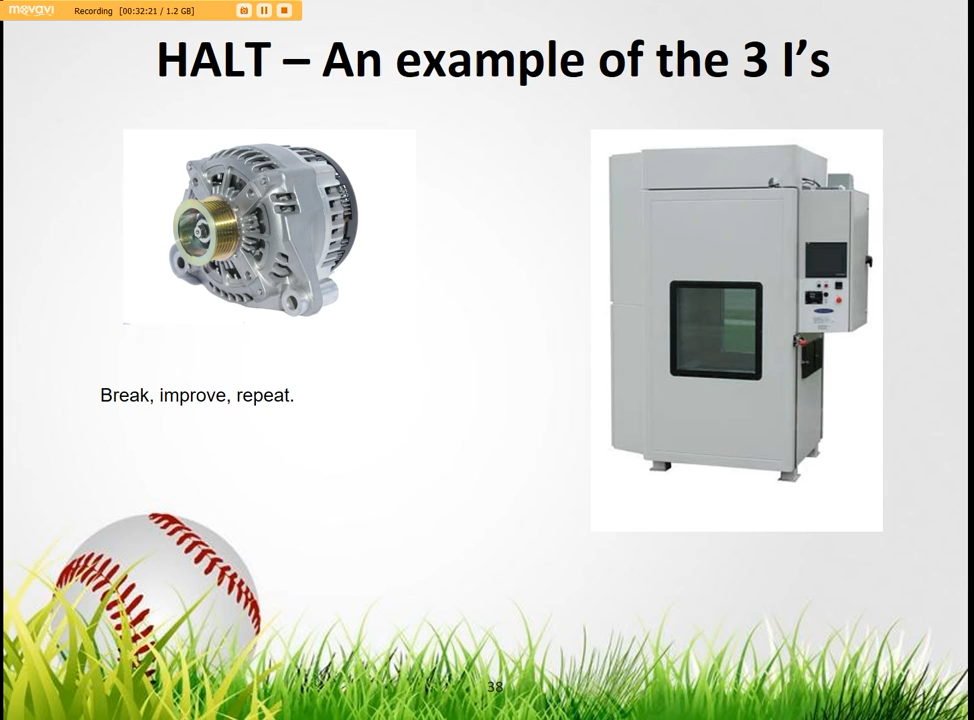 movavi
Recording [00:32:21 / 1.2 GB]
HALT – An example of the 3 I’s
Break, improve, repeat.
38